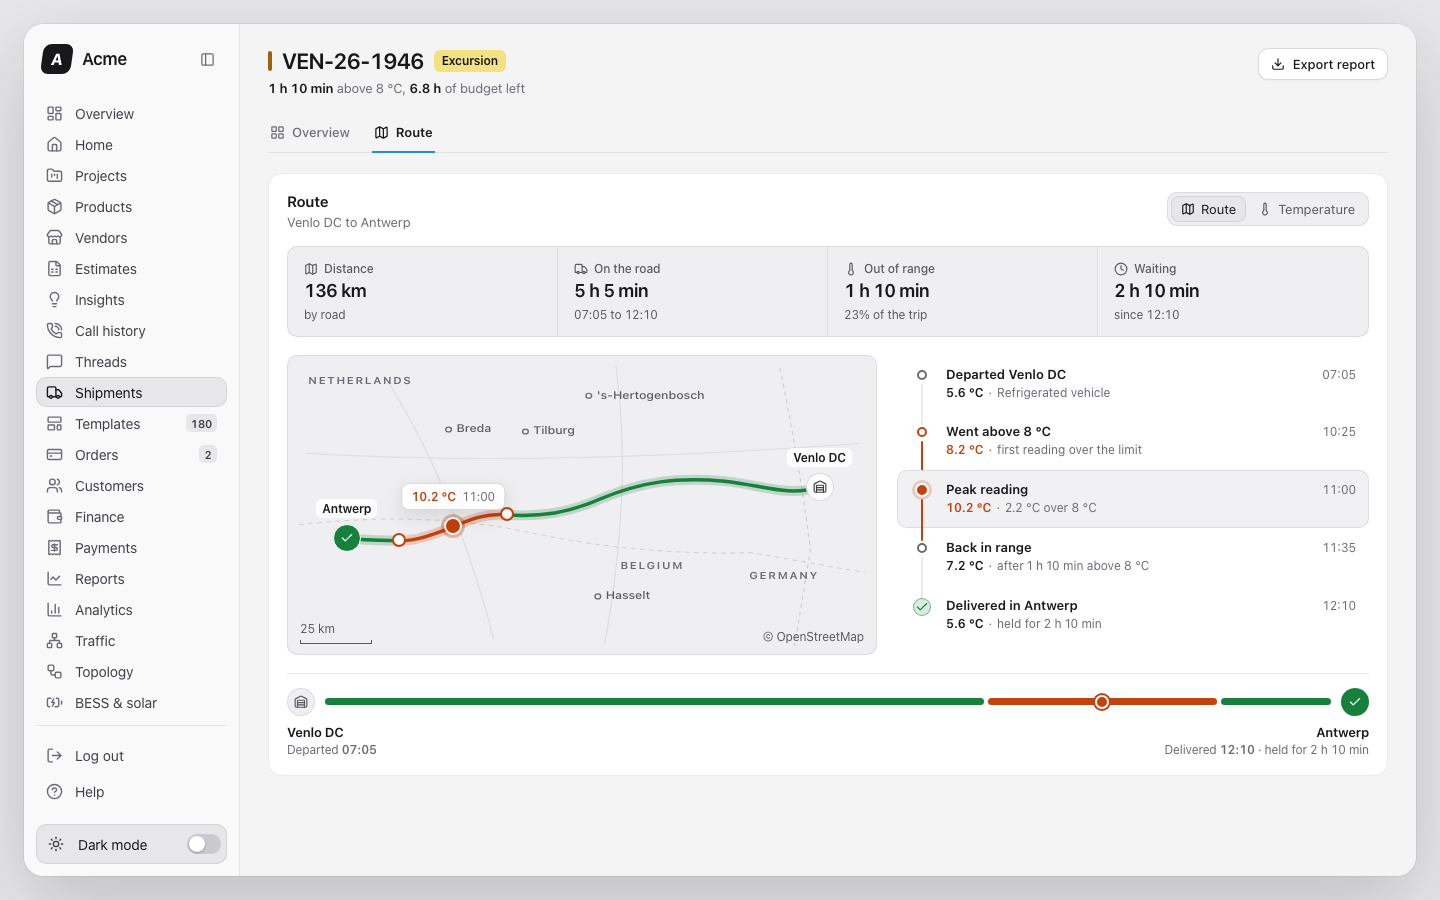 A Acme
Overview
Home
Projects
Products
Vendors
Estimates
Insights
Call history
Threads
Shipments
Templates 180
Orders 2
Customers
Finance
Payments
Reports
Analytics
Traffic
Topology
BESS & solar
Log out
Help
Dark mode
VEN-26-1946 Excursion
1 h 10 min above 8 °C, 6.8 h of budget left
Export report
Overview Route
Route
Venlo DC to Antwerp
Route Temperature
Distance
136 km
by road
On the road
5 h 5 min
07:05 to 12:10
Out of range
1 h 10 min
23% of the trip
Waiting
2 h 10 min
since 12:10
NETHERLANDS
's-Hertogenbosch
Breda
Tilburg
Venlo DC
10.2 °C 11:00
Antwerp
BELGIUM
GERMANY
Hasselt
25 km
© OpenStreetMap
Departed Venlo DC 07:05
5.6 °C · Refrigerated vehicle
Went above 8 °C 10:25
8.2 °C · first reading over the limit
Peak reading 11:00
10.2 °C · 2.2 °C over 8 °C
Back in range 11:35
7.2 °C · after 1 h 10 min above 8 °C
Delivered in Antwerp 12:10
5.6 °C · held for 2 h 10 min
Venlo DC
Departed 07:05
Antwerp
Delivered 12:10 · held for 2 h 10 min